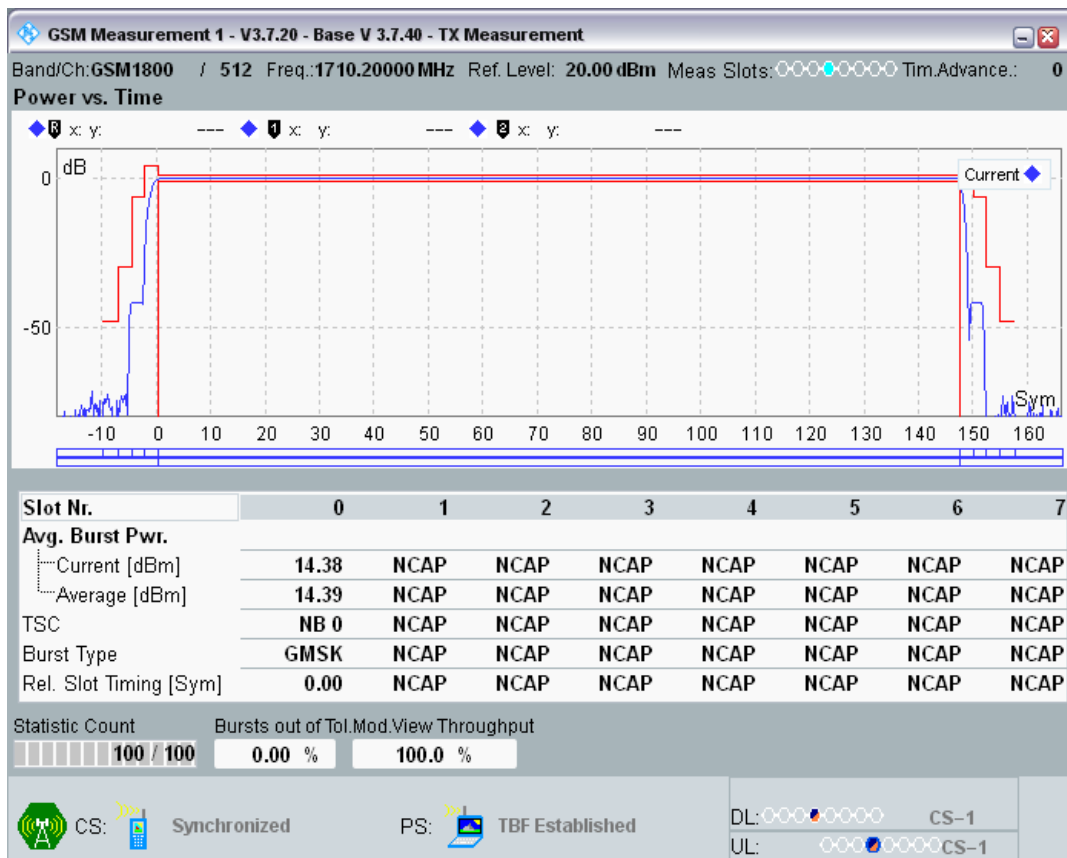 GSM Measurement 1 - V3.7.20 - Base V 3.7.40 - TX Measurement
Band/Ch:GSM1800 / 512 Freq.:1710.20000 MHz Ref. Level: 20.00 dBm Meas Slots: Tim.Advance.: 0
Power vs. Time
R x: y: --- 1 x: y: --- 2 x: y: ---
dB
Current
0
-50
Sym
-10 0 10 20 30 40 50 60 70 80 90 100 110 120 130 140 150 160
Slot Nr. 0 1 2 3 4 5 6 7
Avg. Burst Pwr.
Current [dBm] 14.38 NCAP NCAP NCAP NCAP NCAP NCAP NCAP
Average [dBm] 14.39 NCAP NCAP NCAP NCAP NCAP NCAP NCAP
TSC NB 0 NCAP NCAP NCAP NCAP NCAP NCAP NCAP
Burst Type GMSK NCAP NCAP NCAP NCAP NCAP NCAP NCAP
Rel. Slot Timing [Sym] 0.00 NCAP NCAP NCAP NCAP NCAP NCAP NCAP
Statistic Count Bursts out of Tol.Mod.View Throughput
100 / 100 0.00 % 100.0 %
CS: Synchronized PS: TBF Established DL: CS-1
UL: CS-1